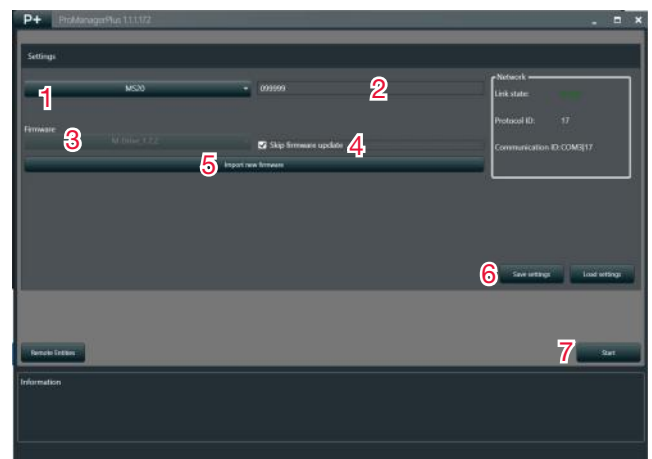 P+ ProManagerPlus 1.1.1.172
Settings
Network
1 MS20 099999 2
Link state:
Protocol ID: 17
Firmware
3 4 Skip firmware update
Communication ID: COM3|17
5 Import new firmware
6 Save settings Load settings
Remote Entities 7 Start
Information